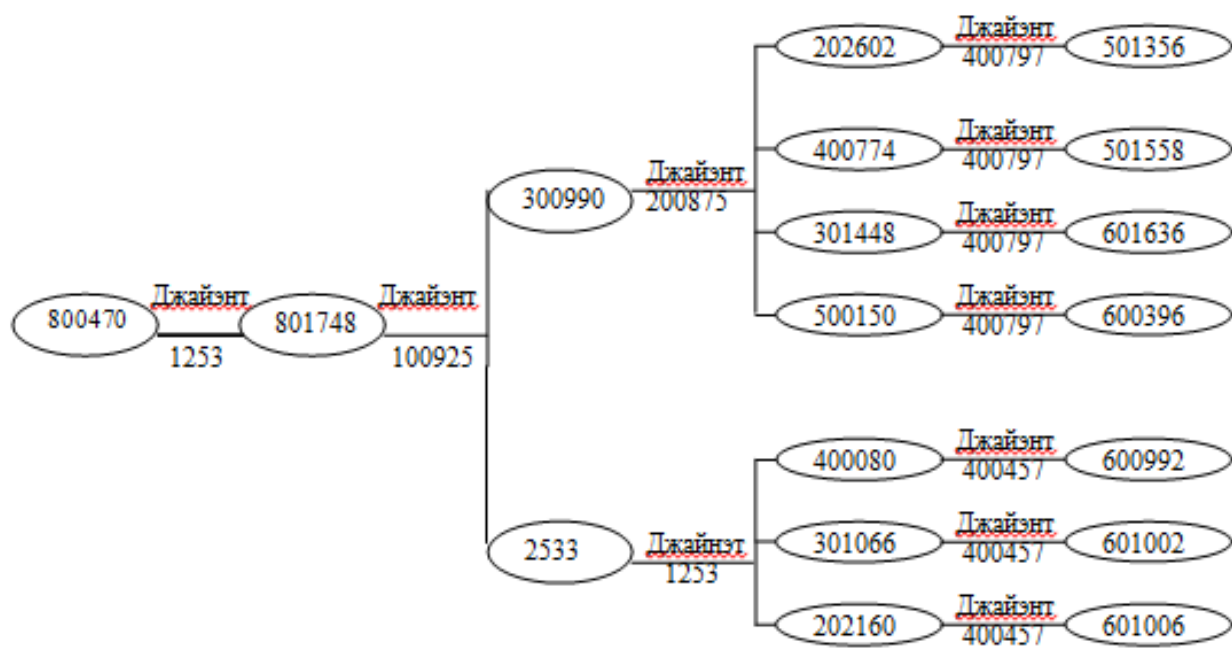 202602 Джайэнт 400797 501356
400774 Джайэнт 400797 501558
300990 Джайэнт 200875
301448 Джайэнт 400797 601636
800470 Джайэнт 1253 801748 Джайэнт 100925
500150 Джайэнт 400797 600396
400080 Джайэнт 400457 600992
2533 Джайнэт 1253
301066 Джайэнт 400457 601002
202160 Джайэнт 400457 601006